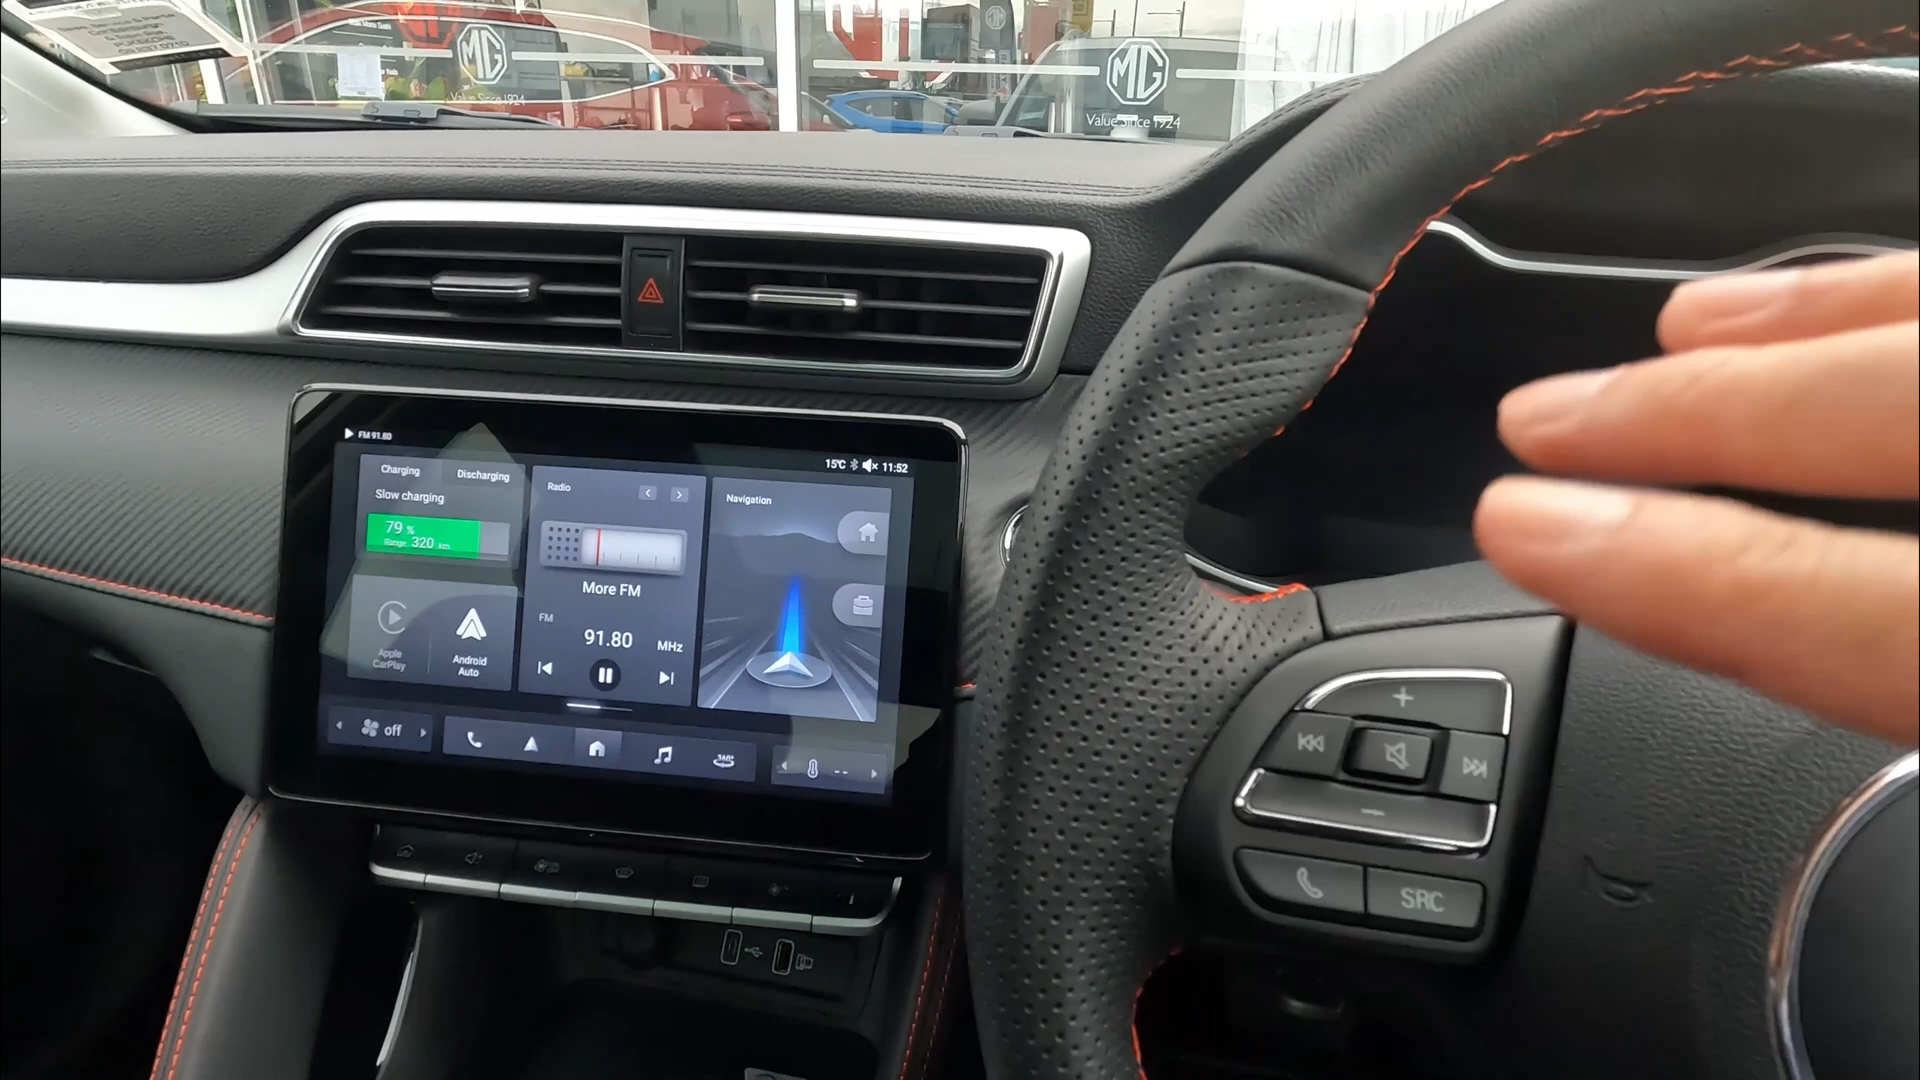 MG
Value Since 1924
MG
Value Since 1924
FM 91.80
15℃ 11:52
Charging
Discharging
Slow charging
79 %
Range 320 km
Apple
CarPlay
Android
Auto
Radio
More FM
FM
91.80
MHz
Navigation
off
360°
--
+
SRC